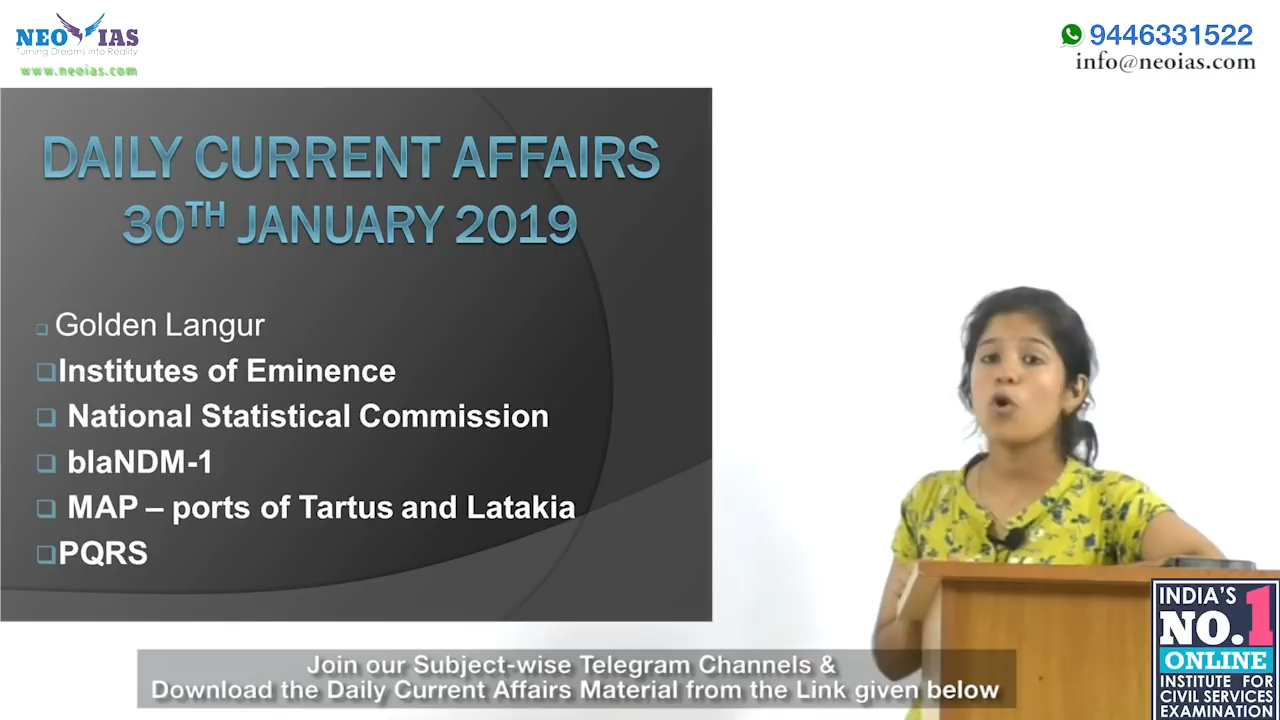 NEO IAS
Turning Dreams into Reality
www.neoias.com
9446331522
info@neoias.com
DAILY CURRENT AFFAIRS
30TH JANUARY 2019
Golden Langur
Institutes of Eminence
National Statistical Commission
blaNDM-1
MAP – ports of Tartus and Latakia
PQRS
Join our Subject-wise Telegram Channels &
Download the Daily Current Affairs Material from the Link given below
INDIA'S
NO.1
ONLINE
INSTITUTE FOR
CIVIL SERVICES
EXAMINATION